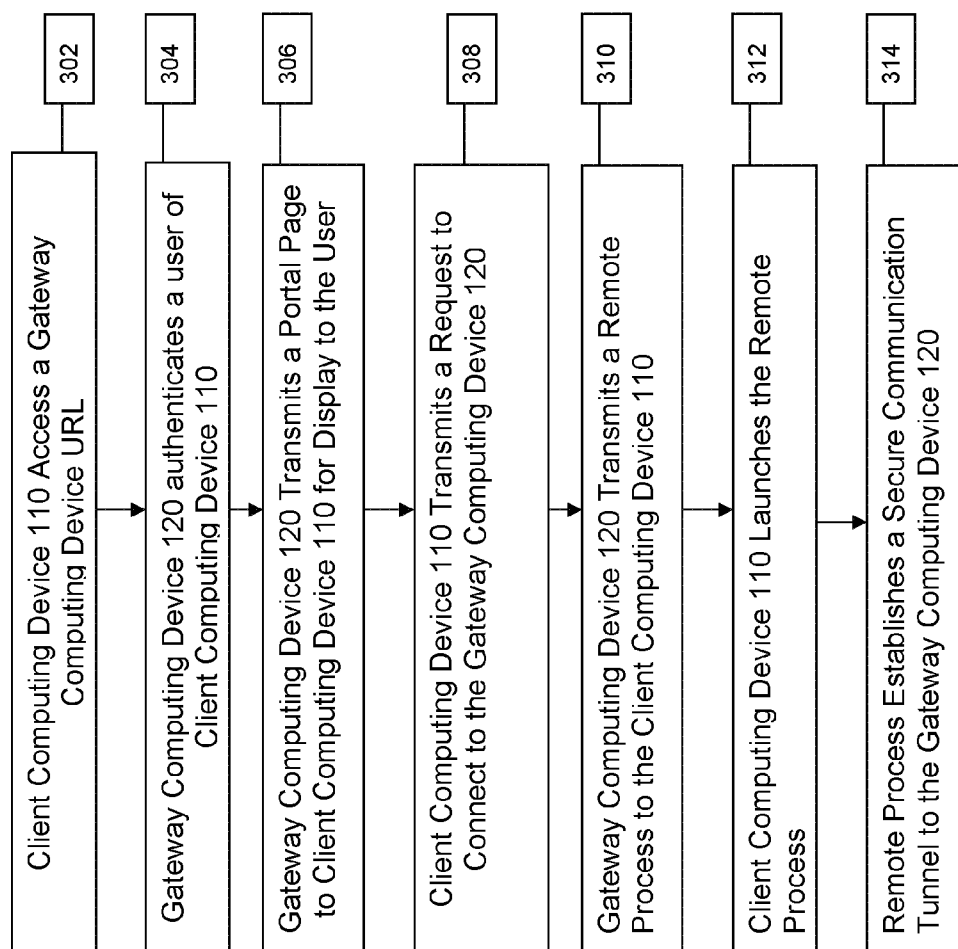 Client Computing Device 110 Access a Gateway
Computing Device URL
302
Gateway Computing Device 120 authenticates a user of
Client Computing Device 110
304
Gateway Computing Device 120 Transmits a Portal Page
to Client Computing Device 110 for Display to the User
306
Client Computing Device 110 Transmits a Request to
Connect to the Gateway Computing Device 120
308
Gateway Computing Device 120 Transmits a Remote
Process to the Client Computing Device 110
310
Client Computing Device 110 Launches the Remote
Process
312
Remote Process Establishes a Secure Communication
Tunnel to the Gateway Computing Device 120
314